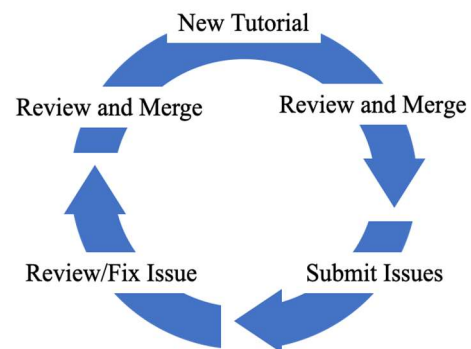 New Tutorial
Review and Merge
Review and Merge
Review/Fix Issue
Submit Issues